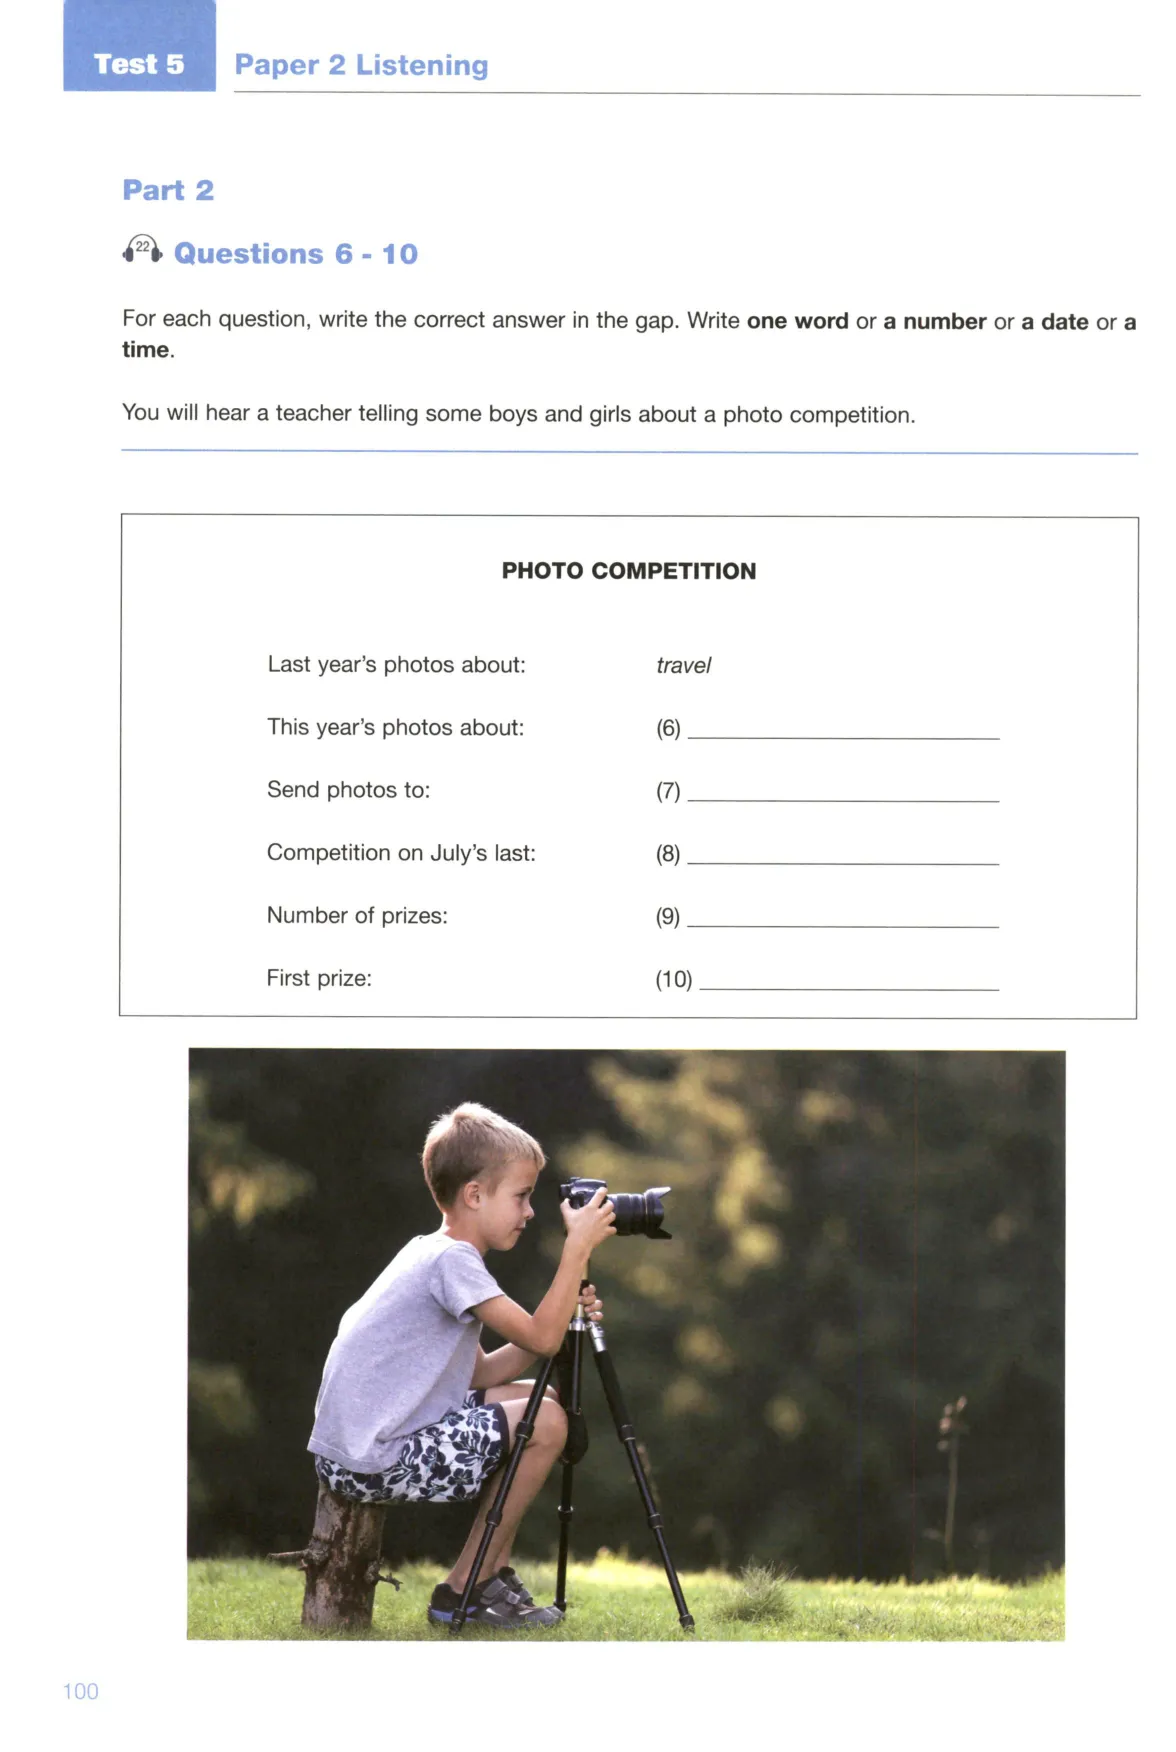 Test 5 Paper 2 Listening
Part 2
22 Questions 6 - 10
For each question, write the correct answer in the gap. Write one word or a number or a date or a
time.
You will hear a teacher telling some boys and girls about a photo competition.
PHOTO COMPETITION
Last year's photos about: travel
This year's photos about: (6)
Send photos to: (7)
Competition on July's last: (8)
Number of prizes: (9)
First prize: (10)
100